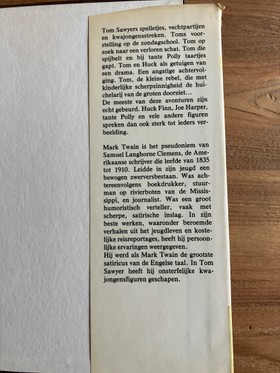 Tom Sawyers spelletjes, vechtpartijen
en kwajongensstreken. Toms voor-
stelling op de zondagschool. Tom op
zoek naar een verloren schat. Tom die
spijbelt en bij tante Polly taartjes
gapt. Tom en Huck als getuigen van
een drama. Een angstige achtervol-
ging. Tom, de kleine rebel, die met
kinderlijke scherpzinnigheid de hui-
chelarij van de groten doorziet...
De meeste van deze avonturen zijn
echt gebeurd. Huck Finn, Joe Harper,
tante Polly en vele andere figuren
spreken dan ook sterk tot ieders ver-
beelding.
Mark Twain is het pseudoniem van
Samuel Langhorne Clemens, de Ame-
rikaanse schrijver die leefde van 1835
tot 1910. Leidde in zijn jeugd een
bewogen zwerversbestaan. Was ach-
tereenvolgens boekdrukker, stuur-
man op rivierboten van de Missis-
sippi, en journalist. Was een groot
humoristisch verteller, vaak met
scherpe, satirische inslag. In zijn
beste werken, waaronder beroemde
verhalen uit het jeugdleven en koste-
lijke reisreportages, heeft hij persoon-
lijke ervaringen weergegeven.
Hij werd als Mark Twain de grootste
satiricus van de Engelse taal. In Tom
Sawyer heeft hij onsterfelijke kwa-
jongensfiguren geschapen.